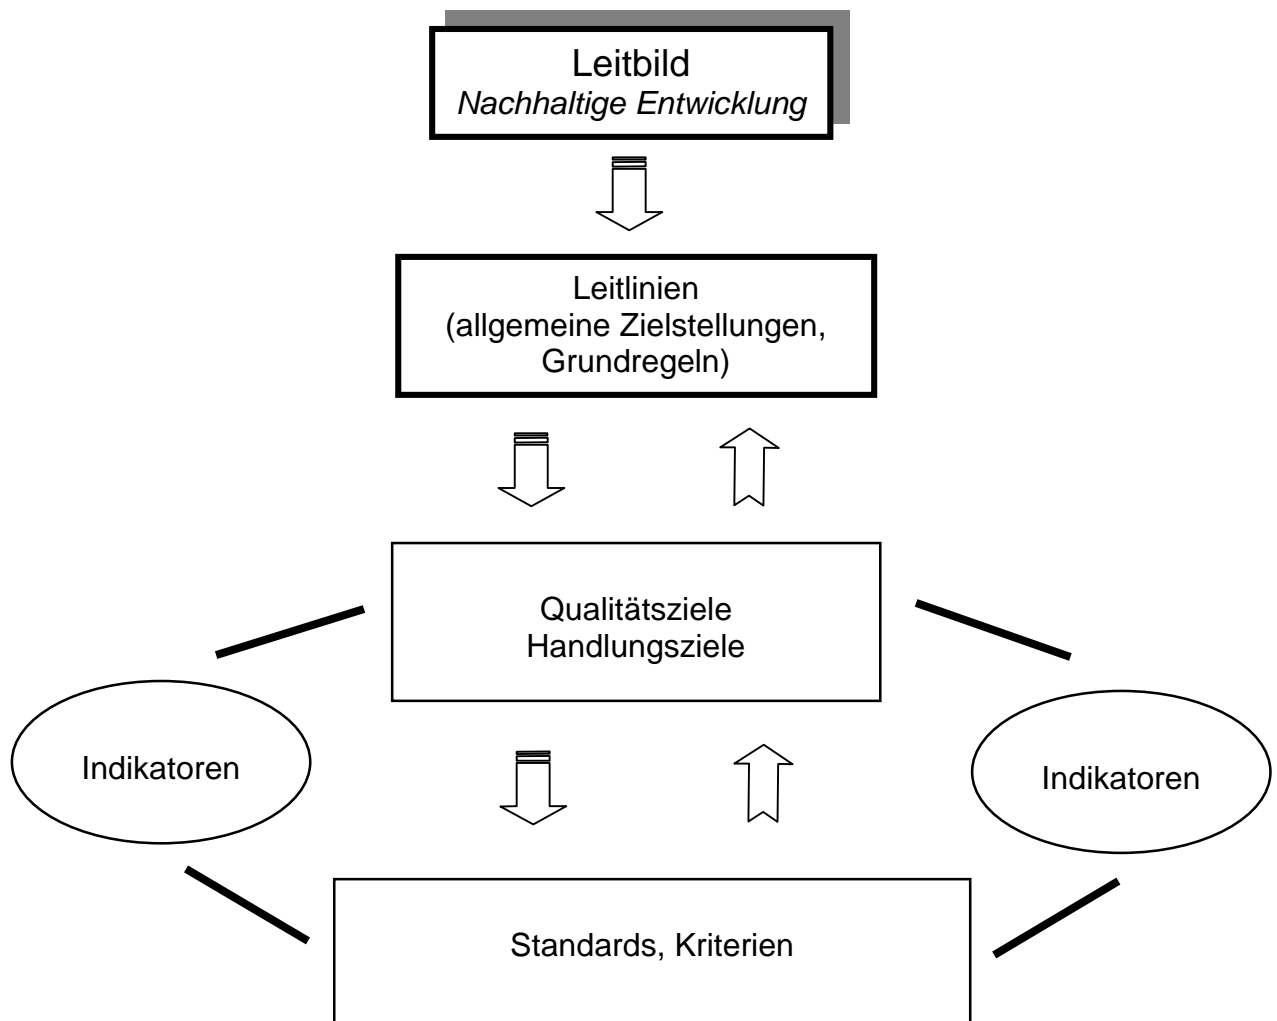 Leitbild
Nachhaltige Entwicklung
Leitlinien
(allgemeine Zielstellungen,
Grundregeln)
Qualitätsziele
Handlungsziele
Indikatoren
Indikatoren
Standards, Kriterien